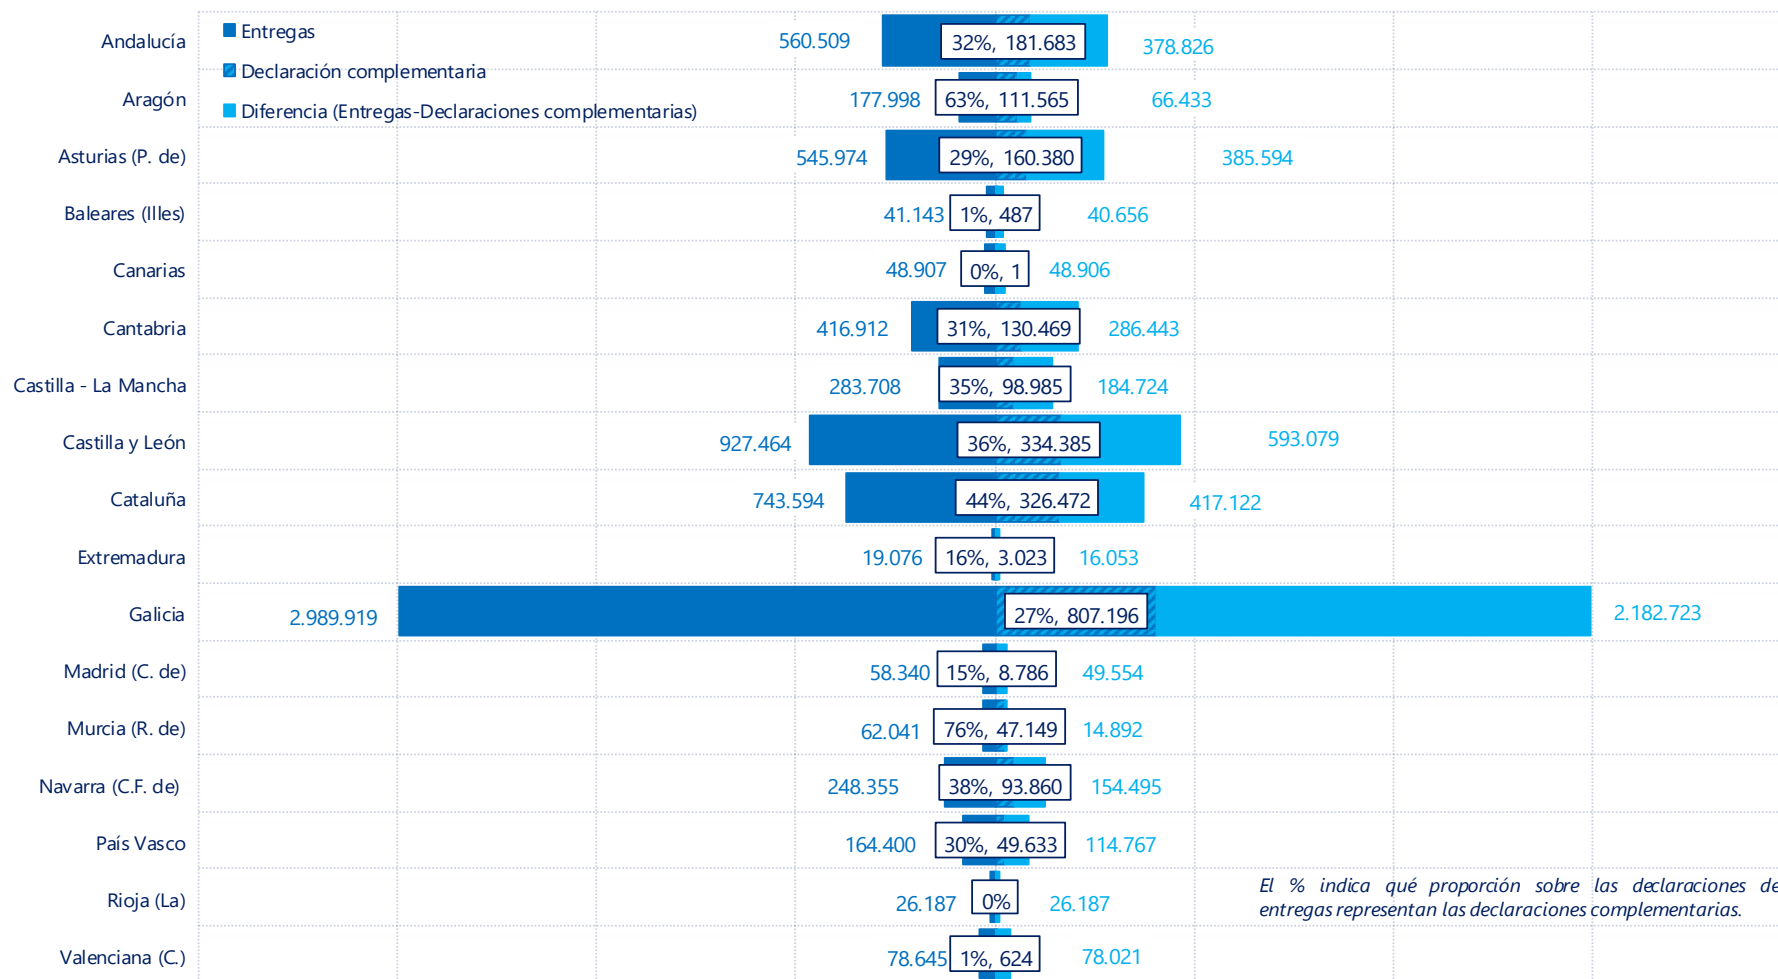 Entregas
Declaración complementaria
Diferencia (Entregas-Declaraciones complementarias)
Andalucía 560.509 32%, 181.683 378.826
Aragón 177.998 63%, 111.565 66.433
Asturias (P. de) 545.974 29%, 160.380 385.594
Baleares (Illes) 41.143 1%, 487 40.656
Canarias 48.907 0%, 1 48.906
Cantabria 416.912 31%, 130.469 286.443
Castilla - La Mancha 283.708 35%, 98.985 184.724
Castilla y León 927.464 36%, 334.385 593.079
Cataluña 743.594 44%, 326.472 417.122
Extremadura 19.076 16%, 3.023 16.053
Galicia 2.989.919 27%, 807.196 2.182.723
Madrid (C. de) 58.340 15%, 8.786 49.554
Murcia (R. de) 62.041 76%, 47.149 14.892
Navarra (C.F. de) 248.355 38%, 93.860 154.495
País Vasco 164.400 30%, 49.633 114.767
Rioja (La) 26.187 0% 26.187
Valenciana (C.) 78.645 1%, 624 78.021
El % indica qué proporción sobre las declaraciones de
entregas representan las declaraciones complementarias.